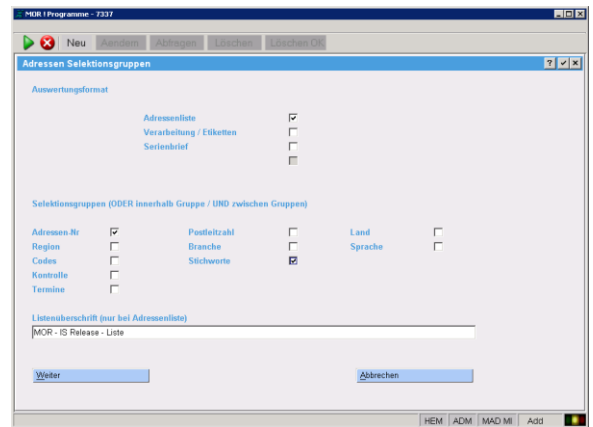 MOR ! Programme - 7337
Neu Aendern Abfragen Löschen Löschen OK
Adressen Selektionsgruppen
Auswertungsformat
Adressenliste
Verarbeitung / Etiketten
Serienbrief
Selektionsgruppen (ODER innerhalb Gruppe / UND zwischen Gruppen)
Adressen-Nr Postleitzahl Land
Region Branche Sprache
Codes Stichworte
Kontrolle
Termine
Listenüberschrift (nur bei Adressenliste)
MOR - IS Release - Liste
Weiter Abbrechen
HEM ADM MAD MI Add